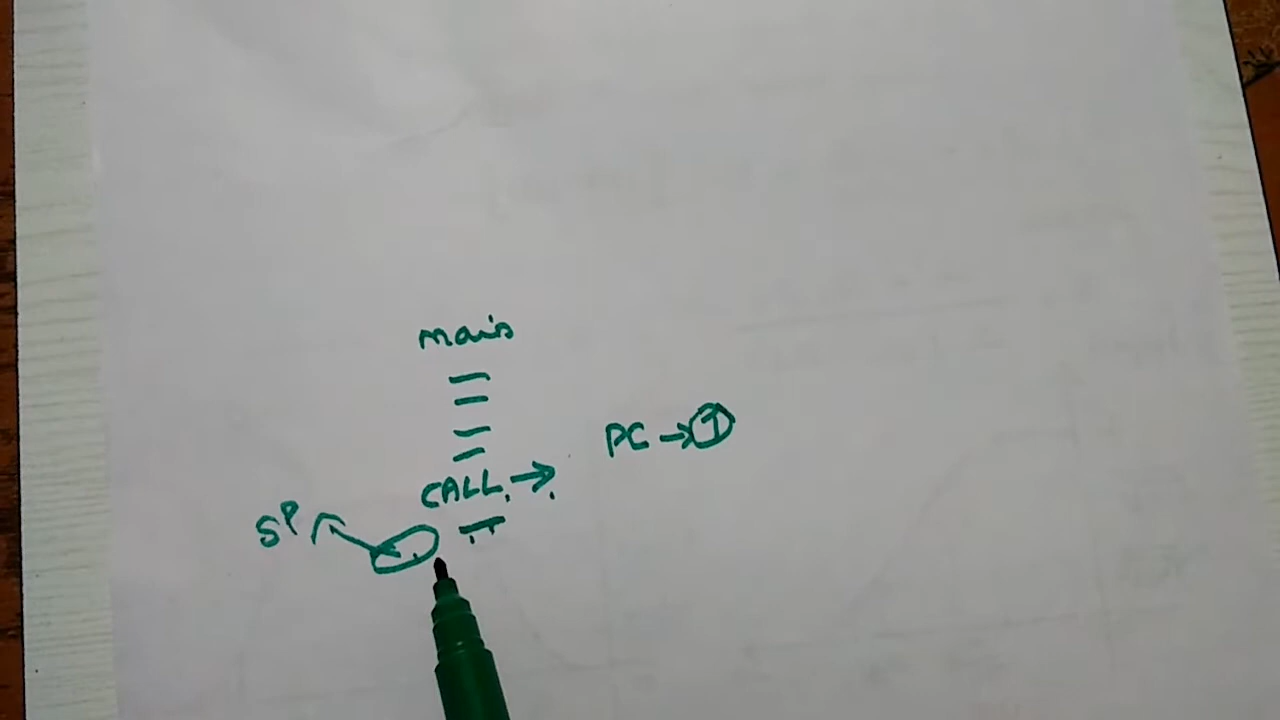 main
PC →
CALL →
SP